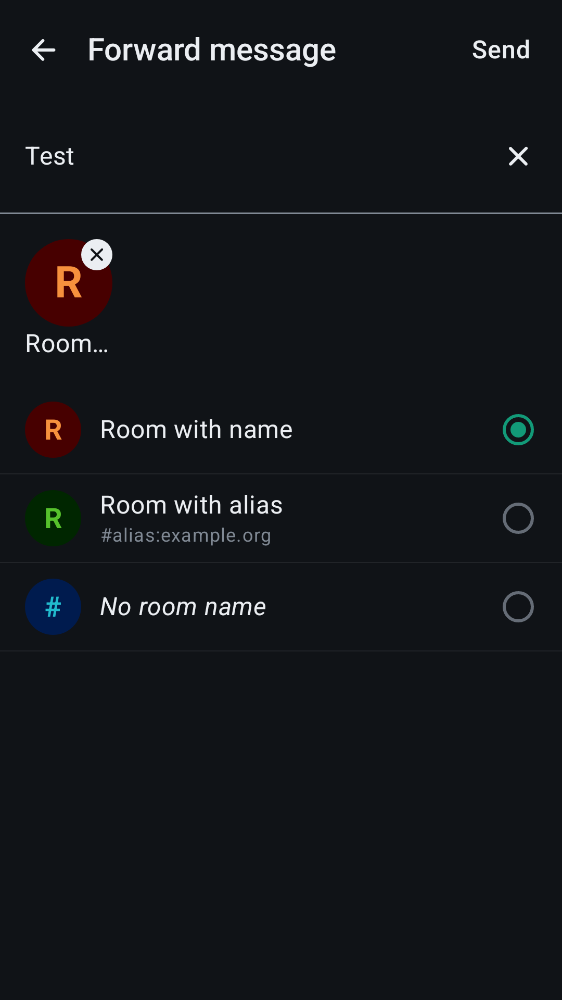 Forward message
Send
Test
R
Room…
R
Room with name
R
Room with alias
#alias:example.org
#
No room name